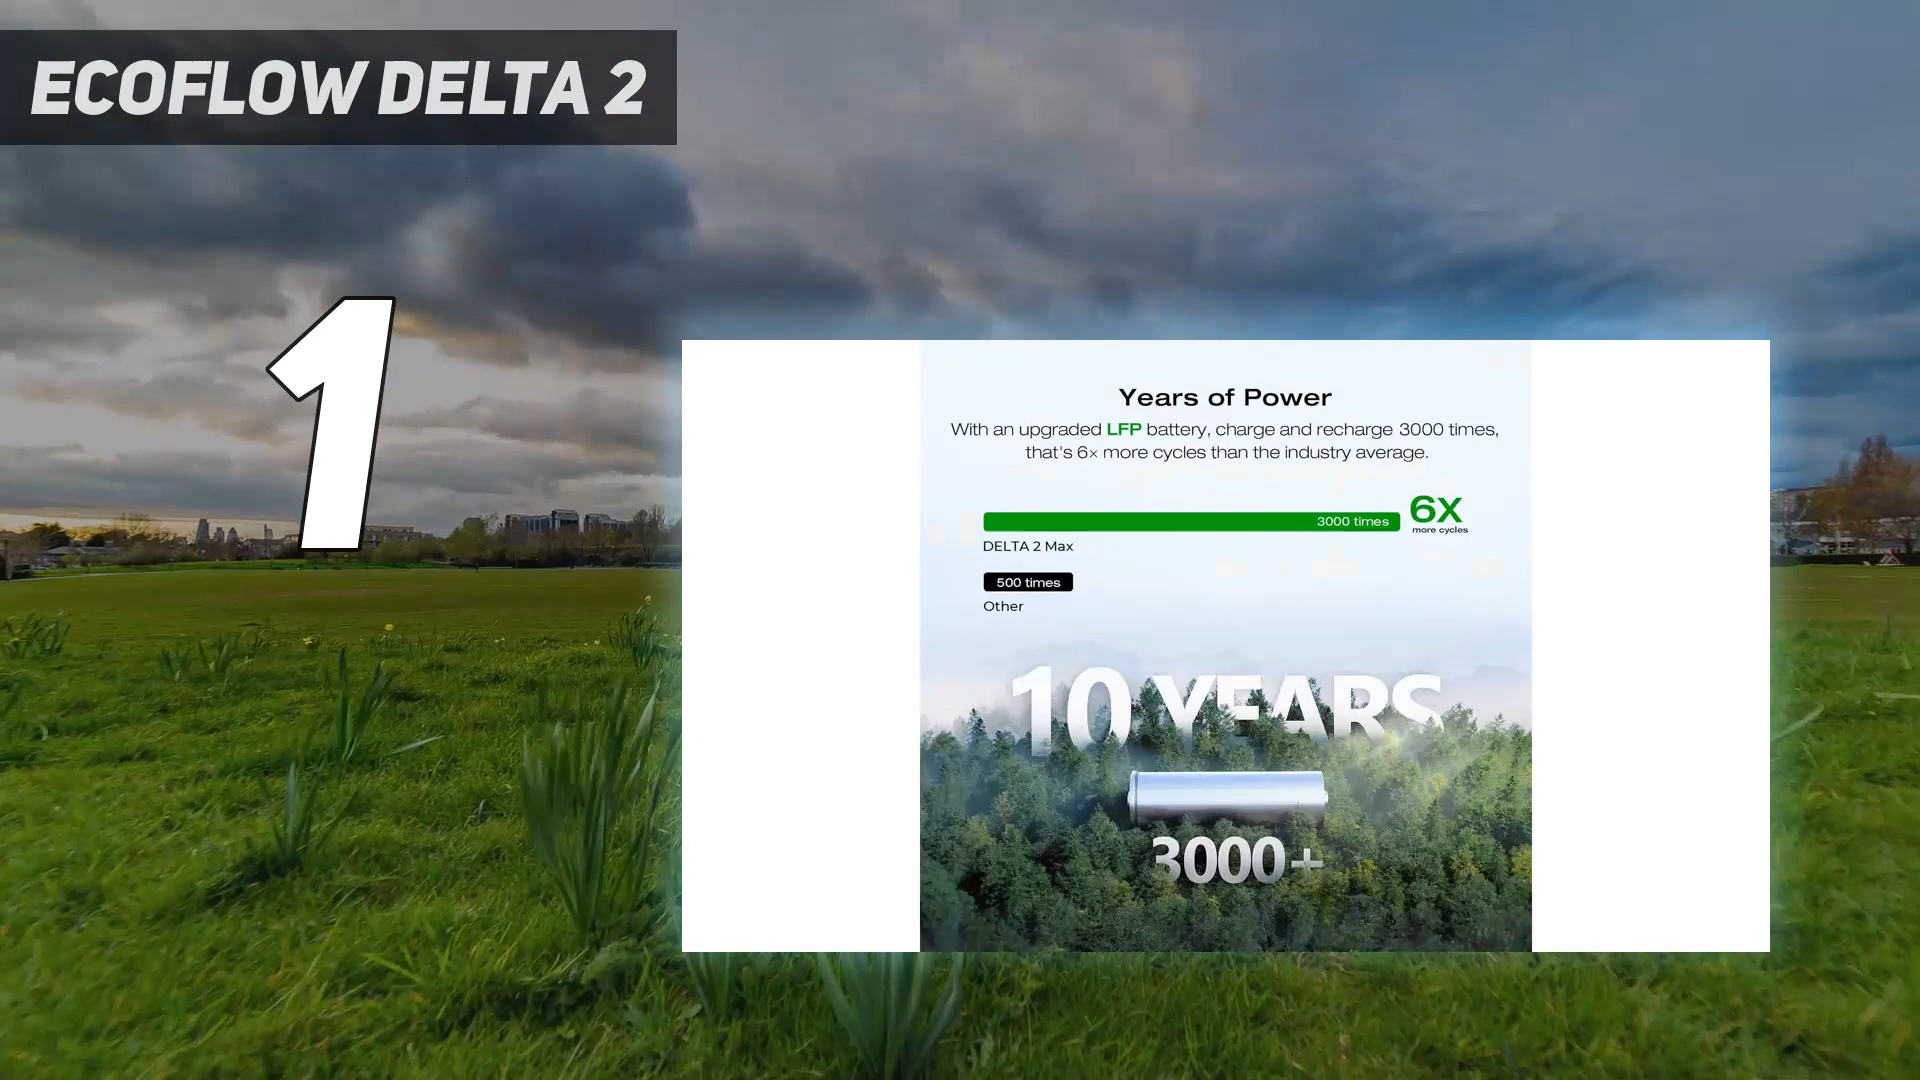 ECOFLOW DELTA 2
1
Years of Power
With an upgraded LFP battery, charge and recharge 3000 times,
that's 6× more cycles than the industry average.
3000 times
6X
more cycles
DELTA 2 Max
500 times
Other
10 YEARS
3000+